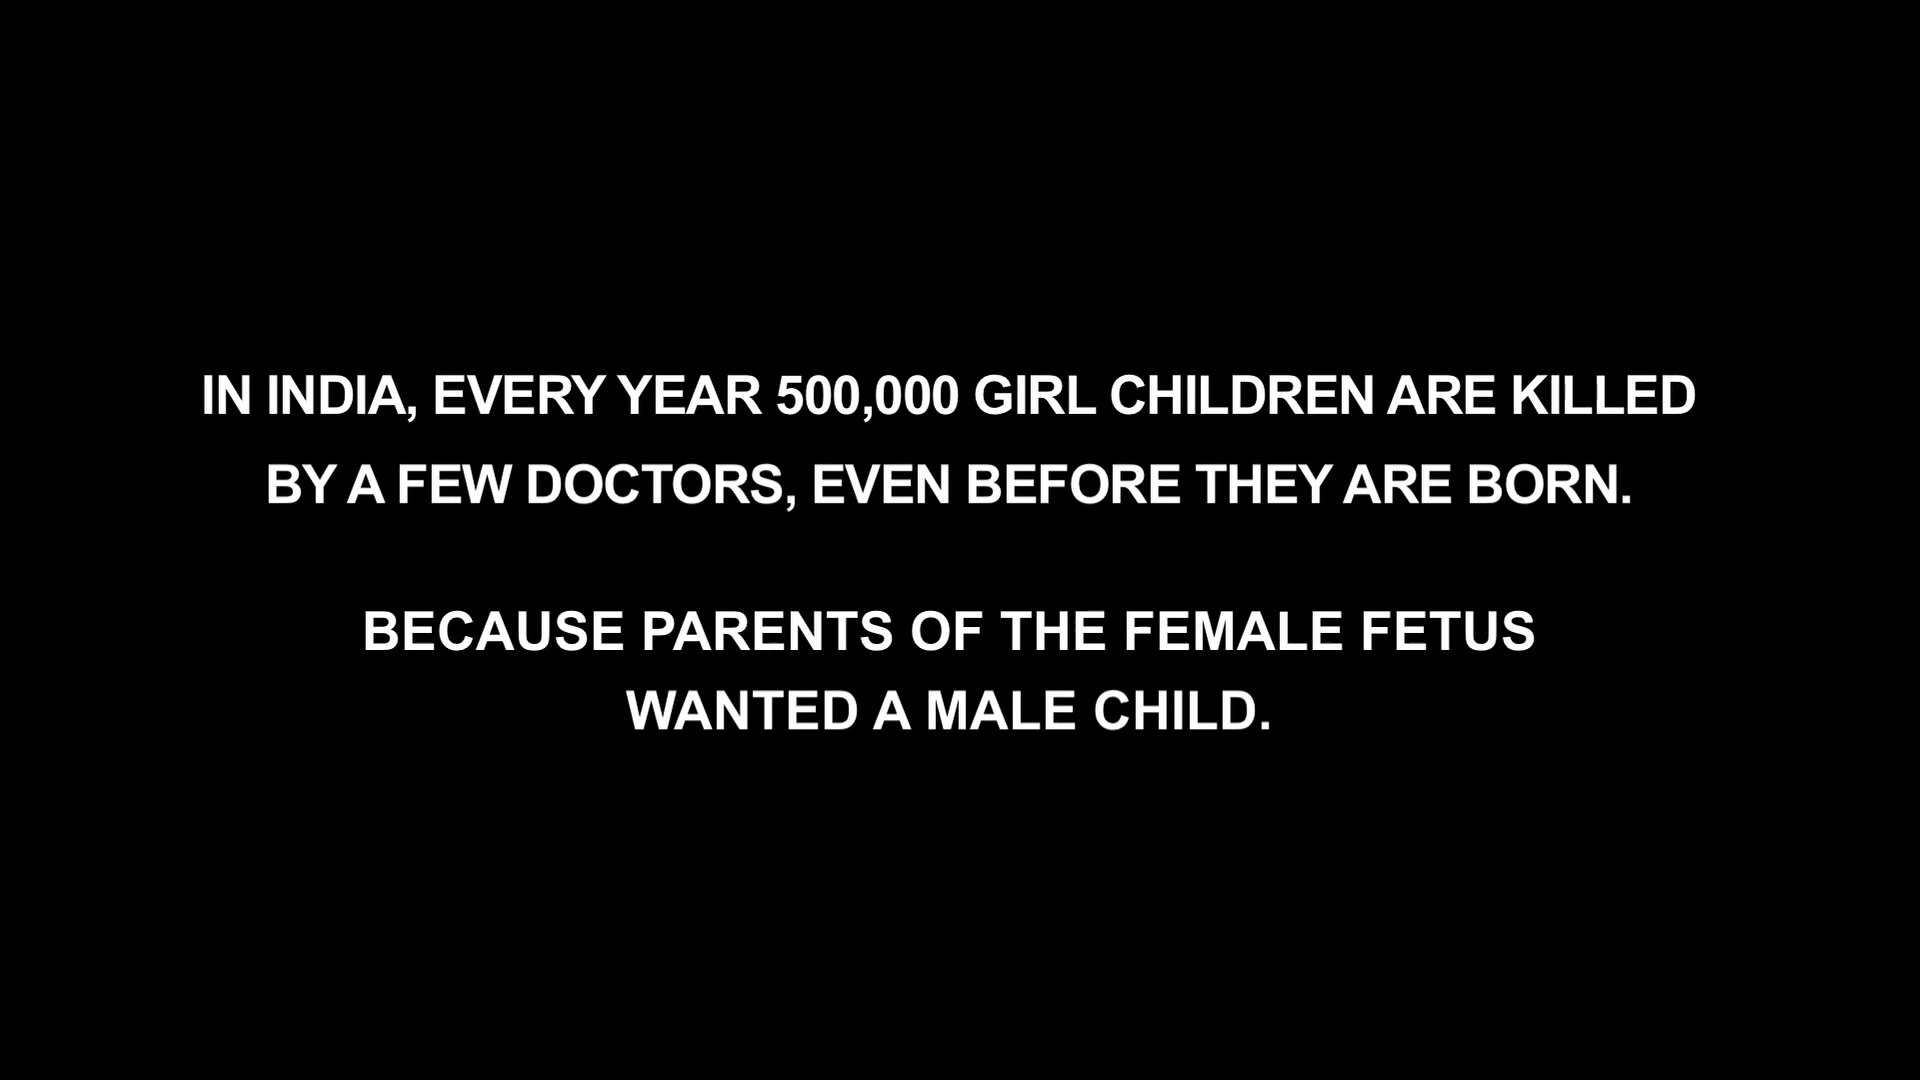 IN INDIA, EVERY YEAR 500,000 GIRL CHILDREN ARE KILLED
BY A FEW DOCTORS, EVEN BEFORE THEY ARE BORN.
BECAUSE PARENTS OF THE FEMALE FETUS
WANTED A MALE CHILD.